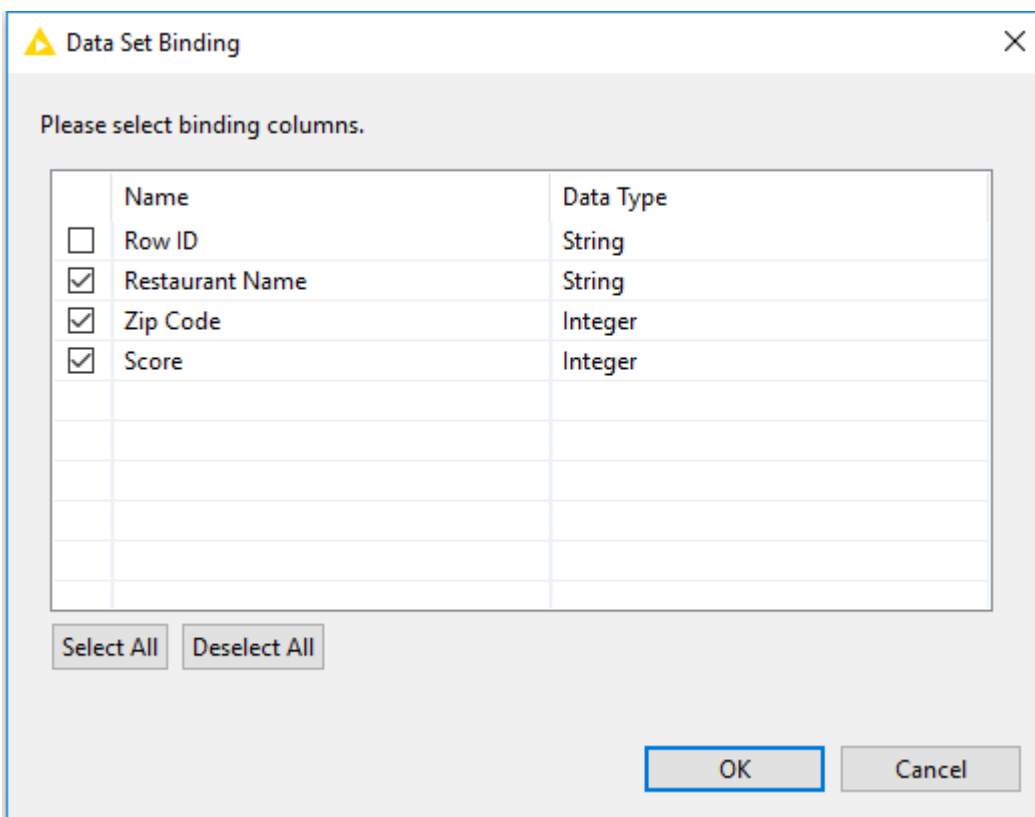 Data Set Binding
Please select binding columns.
Name Data Type
Row ID String
Restaurant Name String
Zip Code Integer
Score Integer
Select All Deselect All
OK Cancel